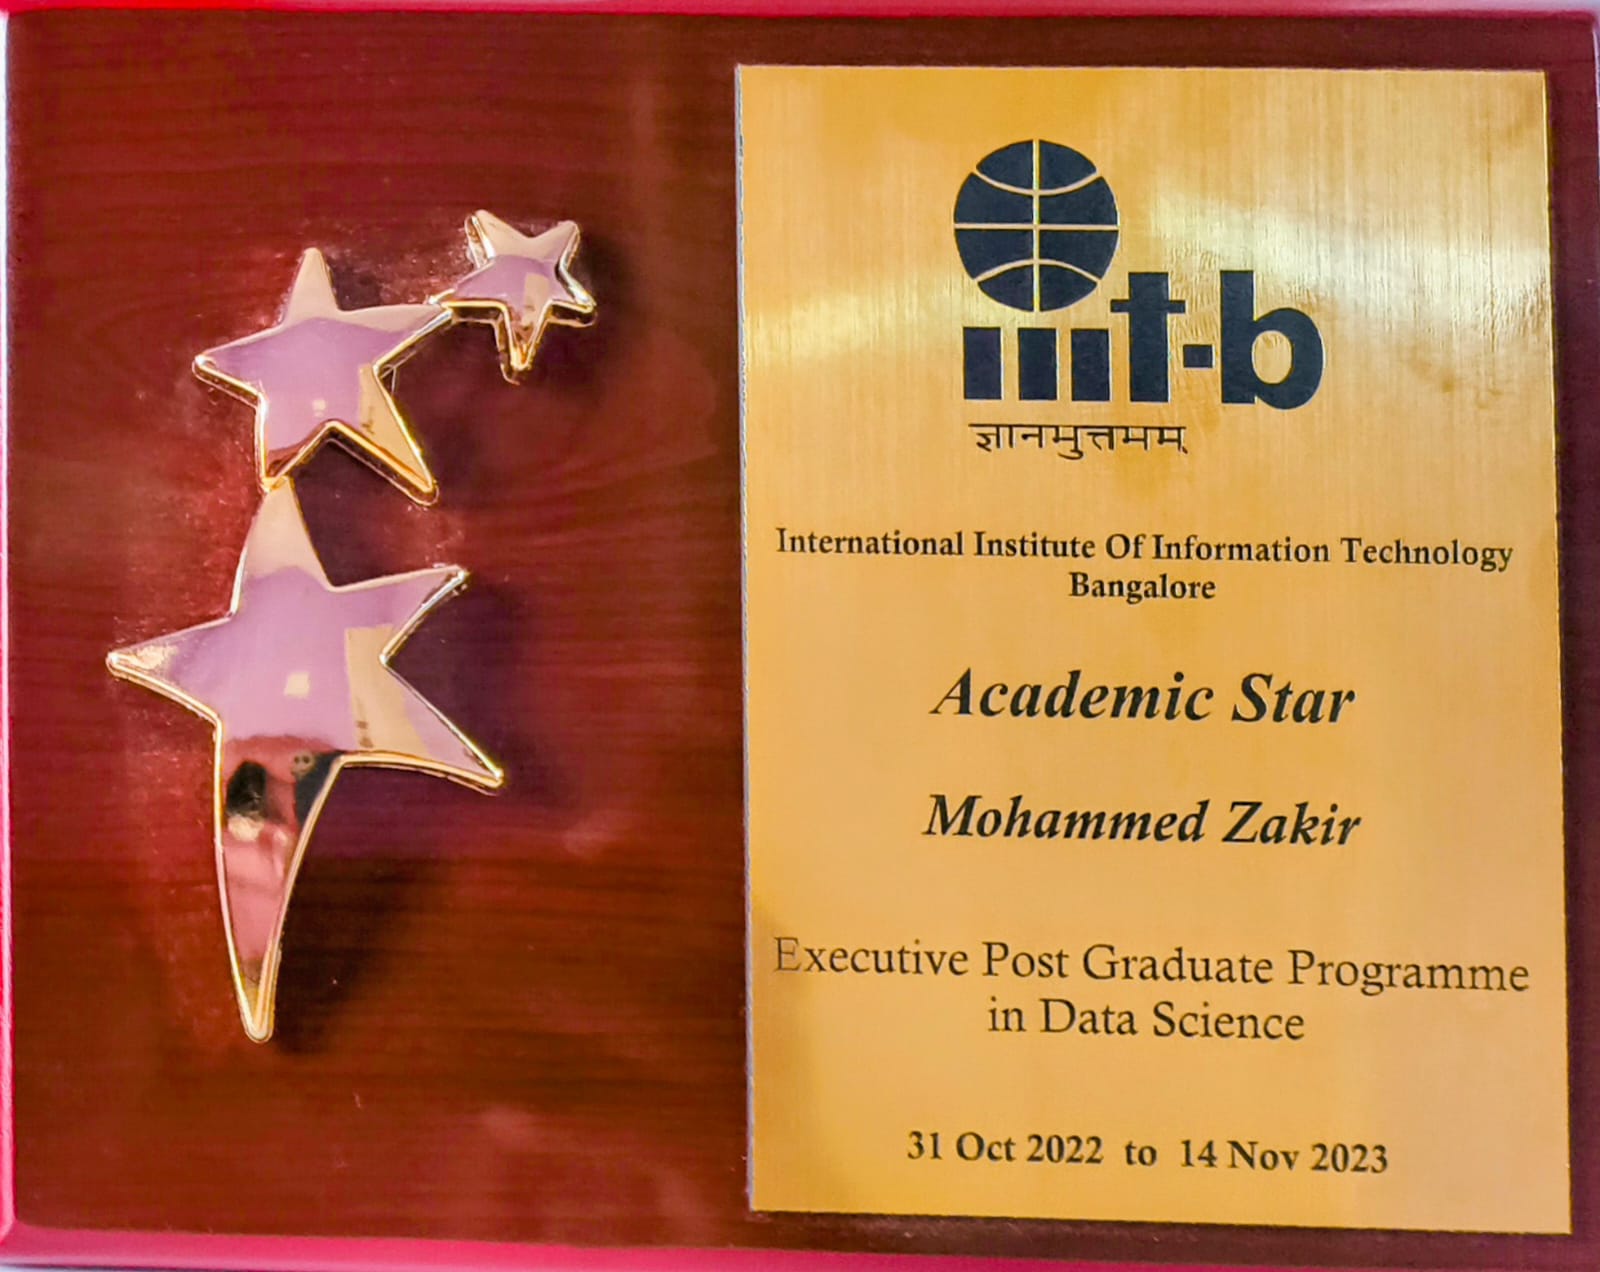 iiit-b
ज्ञानमुत्तमम्
International Institute Of Information Technology
Bangalore
Academic Star
Mohammed Zakir
Executive Post Graduate Programme
in Data Science
31 Oct 2022 to 14 Nov 2023